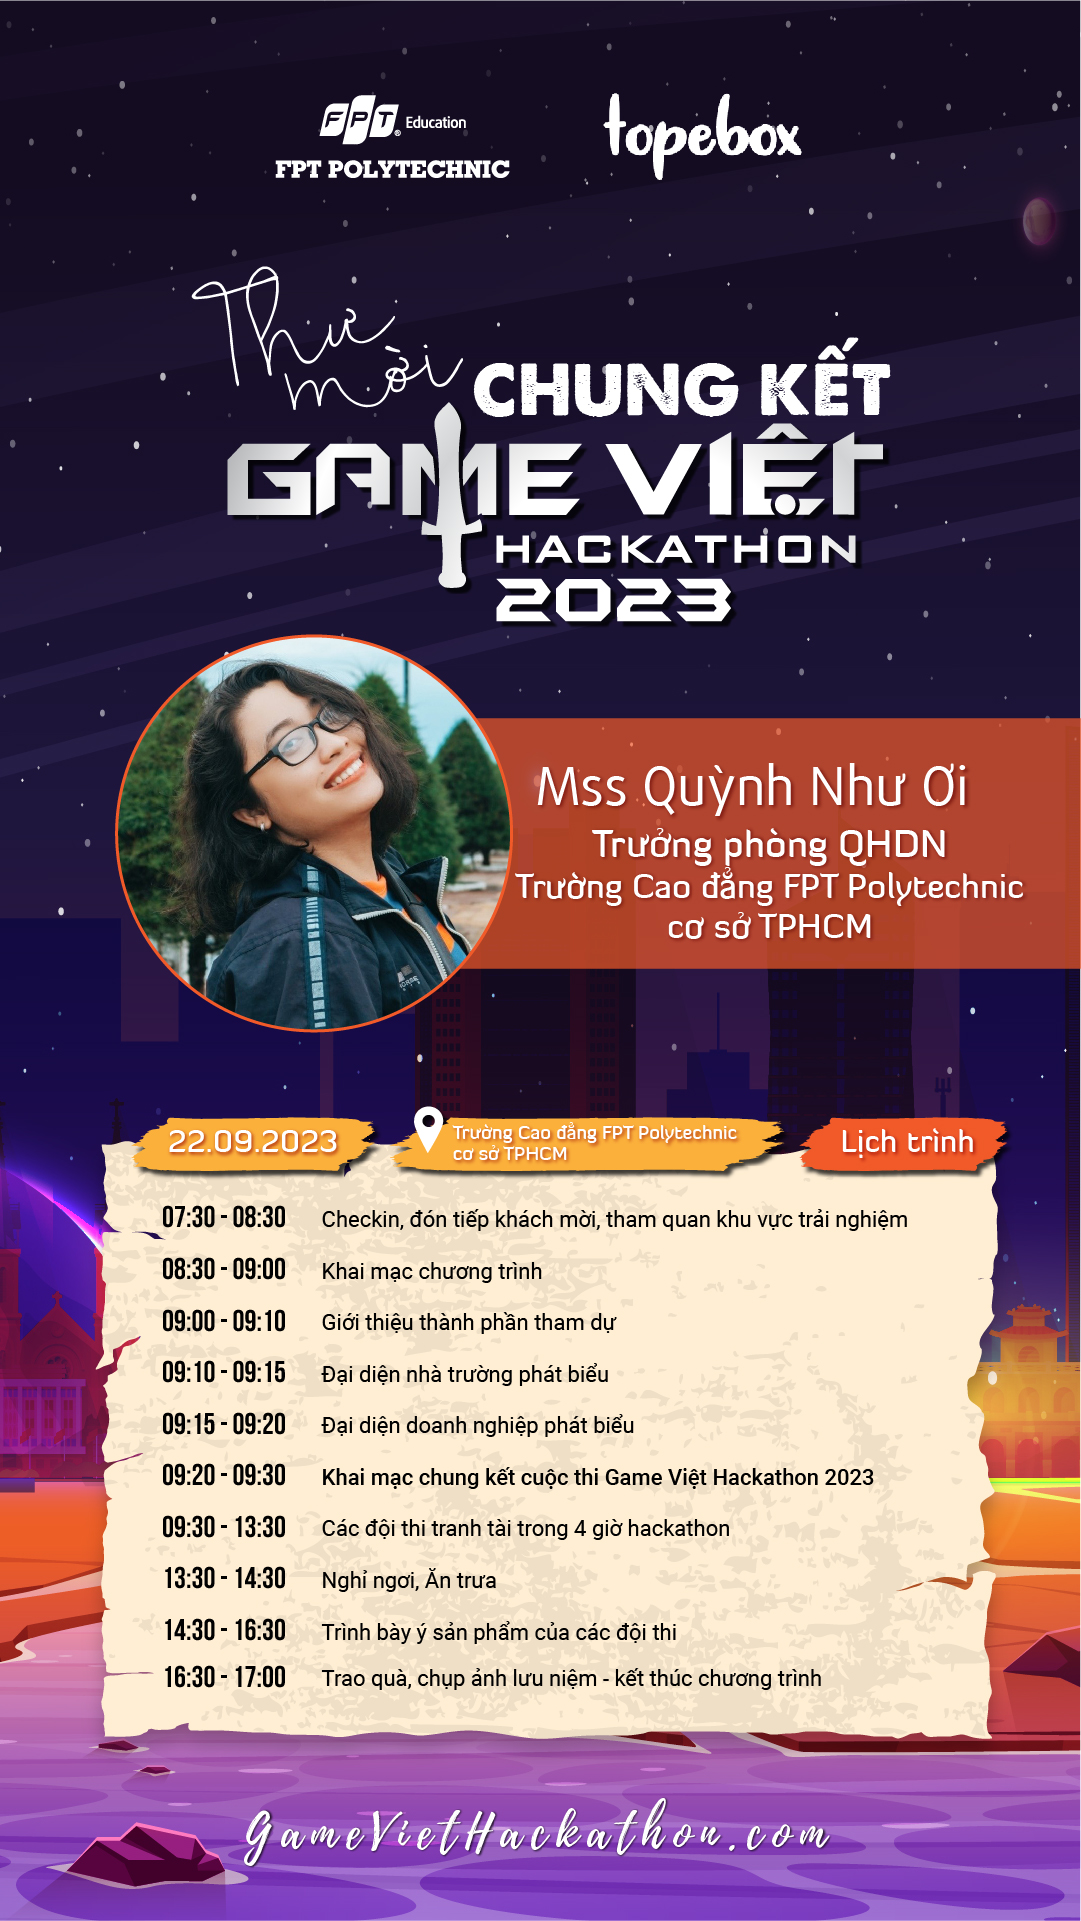 FPT Education
FPT POLYTECHNIC
topebox
Thư mời
CHUNG KẾT
GAME VIỆT
HACKATHON
2023
Mss Quỳnh Như Ơi
Trưởng phòng QHDN
Trường Cao đẳng FPT Polytechnic
cơ sở TPHCM
22.09.2023
Trường Cao đẳng FPT Polytechnic
cơ sở TPHCM
Lịch trình
07:30 - 08:30 Checkin, đón tiếp khách mời, tham quan khu vực trải nghiệm
08:30 - 09:00 Khai mạc chương trình
09:00 - 09:10 Giới thiệu thành phần tham dự
09:10 - 09:15 Đại diện nhà trường phát biểu
09:15 - 09:20 Đại diện doanh nghiệp phát biểu
09:20 - 09:30 Khai mạc chung kết cuộc thi Game Việt Hackathon 2023
09:30 - 13:30 Các đội thi tranh tài trong 4 giờ hackathon
13:30 - 14:30 Nghỉ ngơi, Ăn trưa
14:30 - 16:30 Trình bày ý sản phẩm của các đội thi
16:30 - 17:00 Trao quà, chụp ảnh lưu niệm - kết thúc chương trình
GameVietHackathon.com